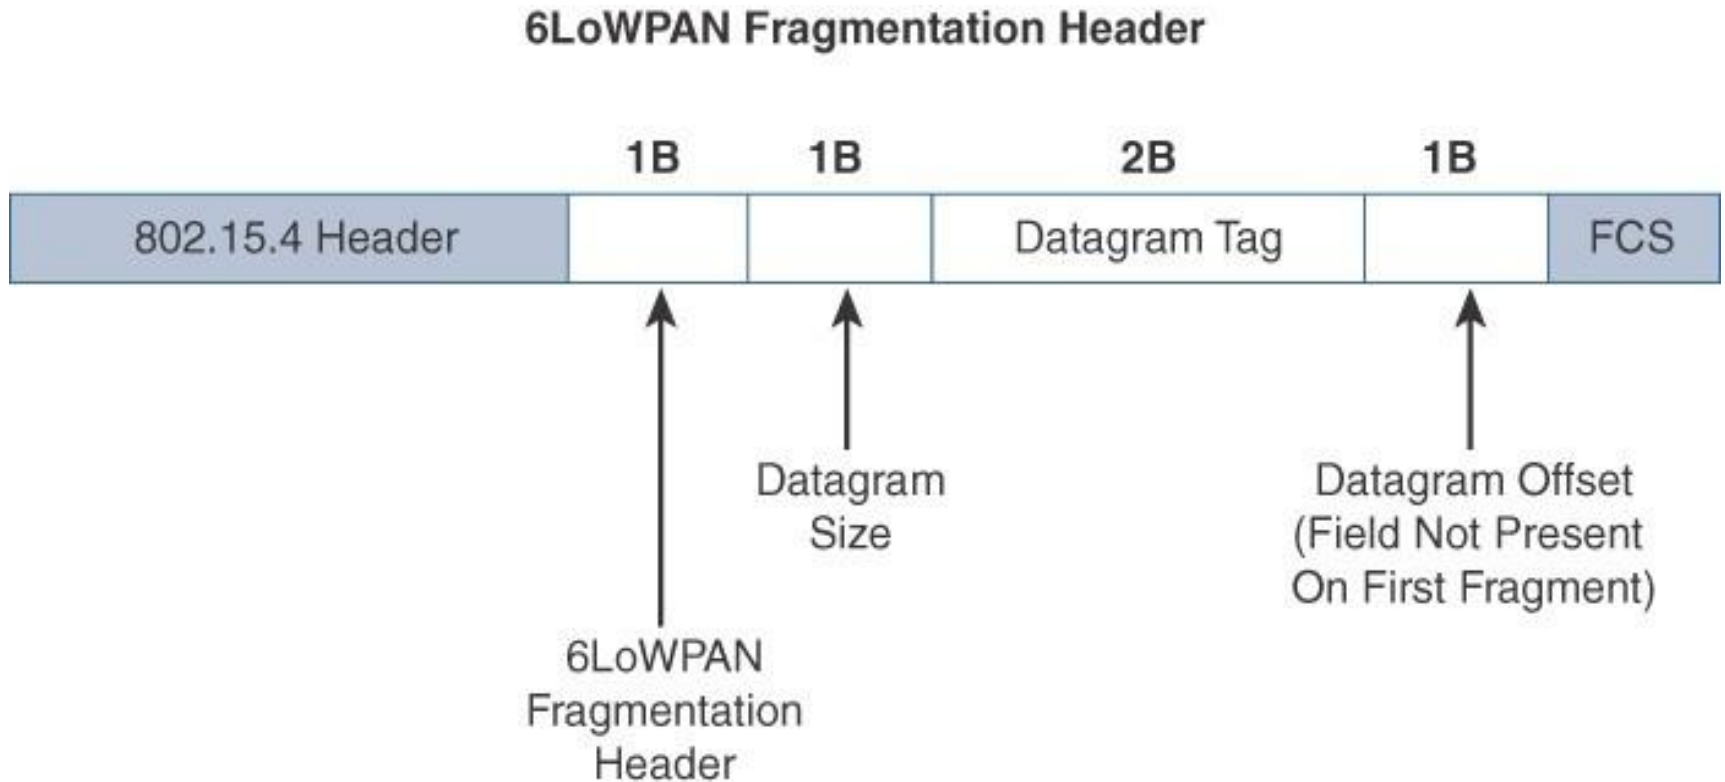 6LoWPAN Fragmentation Header
1B 1B 2B 1B
802.15.4 Header Datagram Tag FCS
Datagram
Size
Datagram Offset
(Field Not Present
On First Fragment)
6LoWPAN
Fragmentation
Header